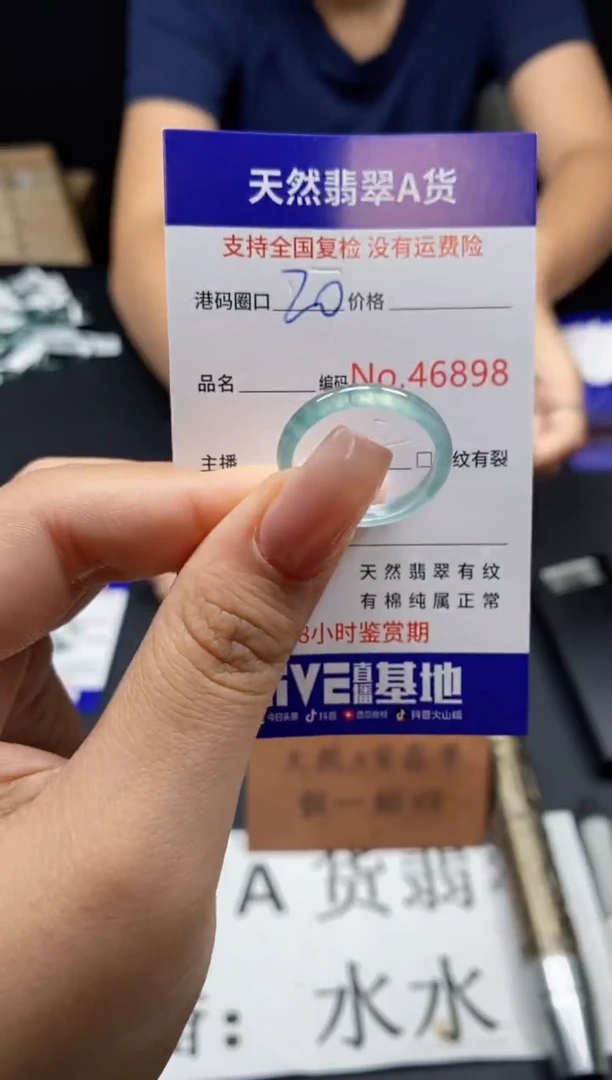 天然翡翠A货
支持全国复检 没有运费险
港码圈口 20 价格
品名 编码 No.46898
主播 □ 纹有裂
天然翡翠有纹
有棉纯属正常
8小时鉴赏期
LIVE直播基地
今日头条 抖音 西瓜视频 抖音火山版
A 货翡
水水